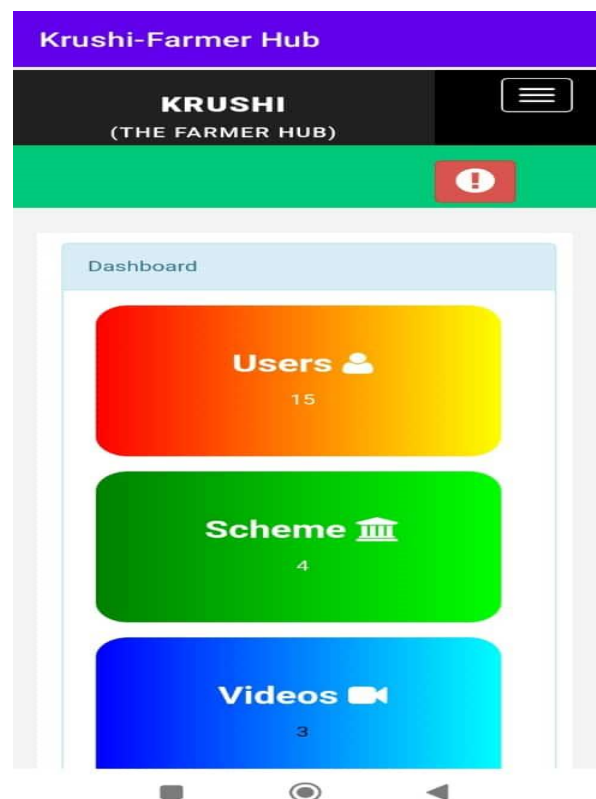 Krushi-Farmer Hub
KRUSHI
(THE FARMER HUB)
Dashboard
Users
15
Scheme
4
Videos
3